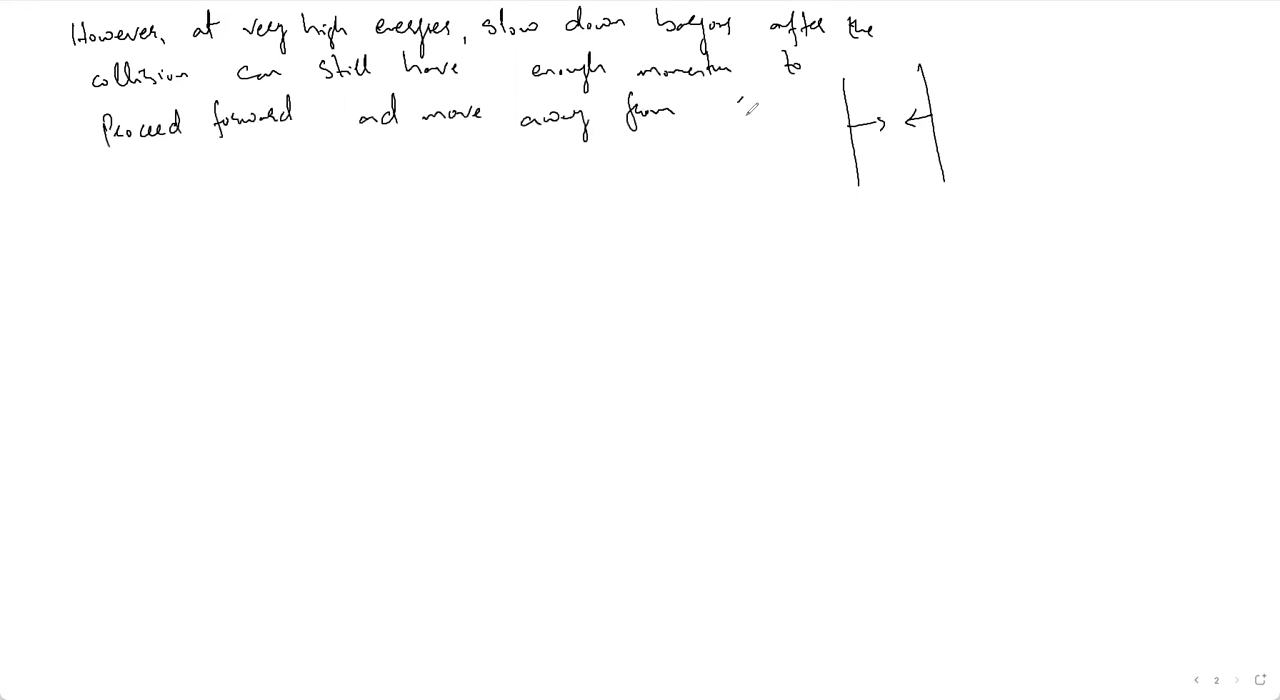 However, at very high energies, slow down baryons after the
collision can still have enough momentum to
Proceed forward and move away from
2